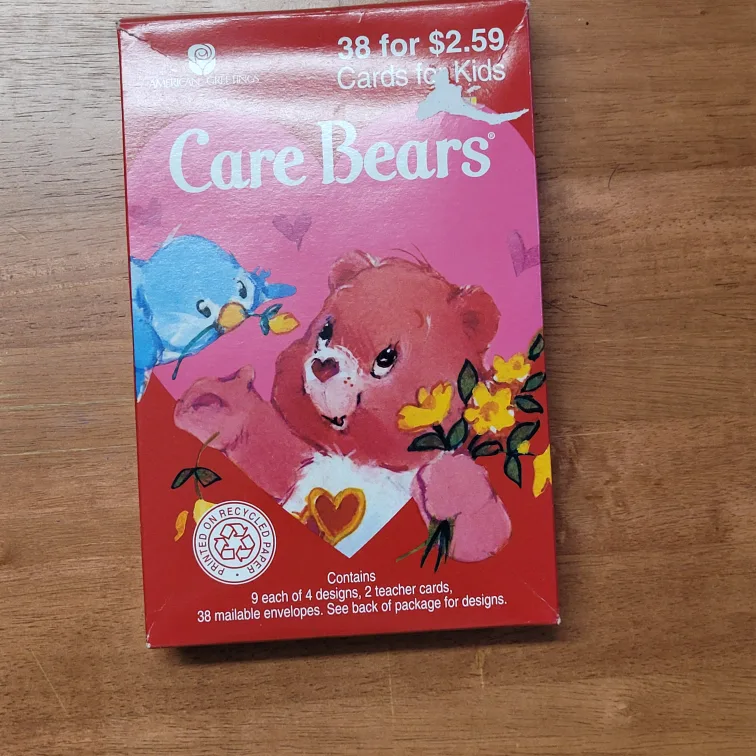 AMERICAN GREETINGS
38 for $2.59
Cards for Kids
Care Bears®
PRINTED ON RECYCLED PAPER
Contains
9 each of 4 designs, 2 teacher cards,
38 mailable envelopes. See back of package for designs.